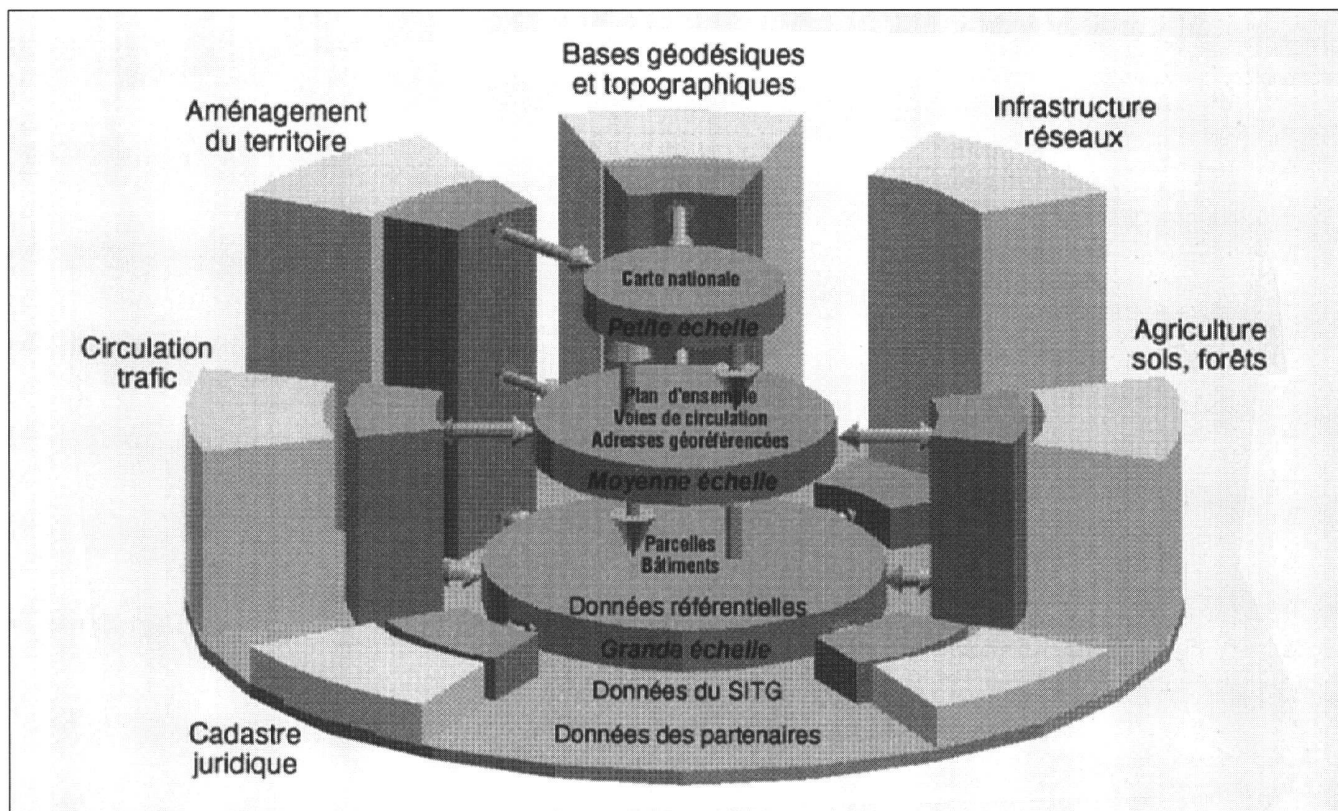 Bases géodésiques
et topographiques
Aménagement
du territoire
Infrastructure
réseaux
Carte nationale
Petite échelle
Circulation
trafic
Agriculture
sols, forêts
Plan d'ensemble
Voies de circulation
Adresses géoréférencées
Moyenne échelle
Parcelles
Bâtiments
Données référentielles
Grande échelle
Données du SITG
Données des partenaires
Cadastre
juridique